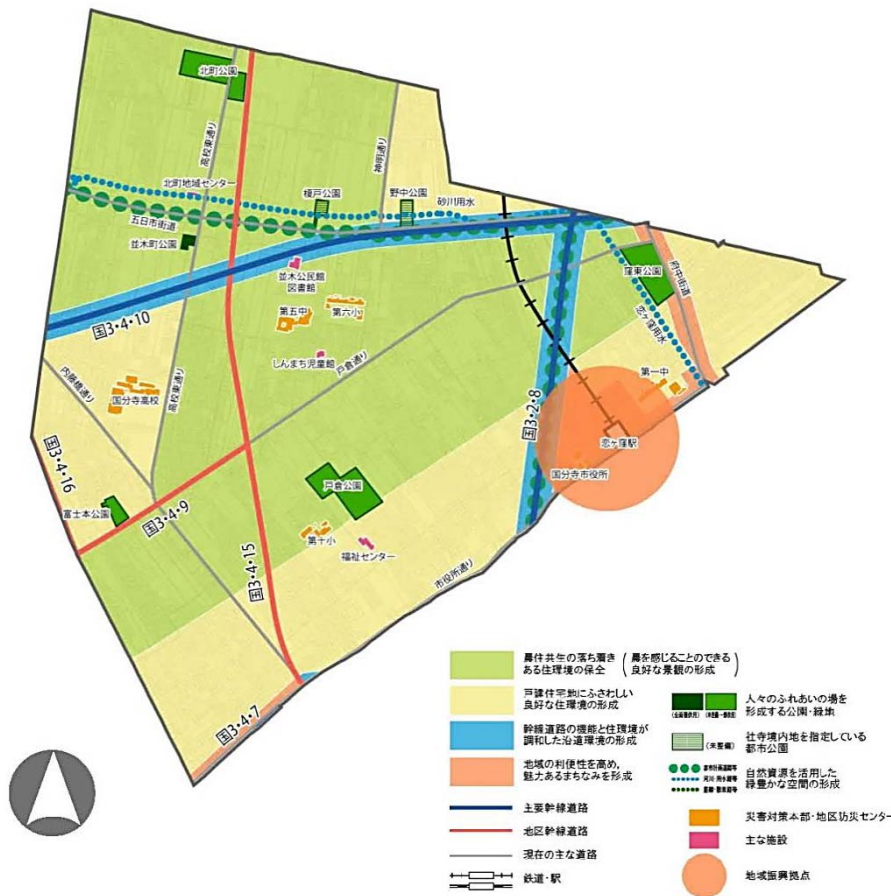 北町公園
高校東通り
神明通り
北町地域センター
榎戸公園
野中公園
砂川用水
五日市街道
並木町公園
並木公民館
図書館
窪東公園
府中街道
恋ヶ窪用水
国3・4・10
第五中
第六小
しんまち児童館
戸倉通り
第一中
内藤橋通り
国分寺高校
高校東通り
国3・2・8
恋ヶ窪駅
国分寺市役所
国3・4・16
富士本公園
国3・4・9
戸倉公園
第十小
福祉センター
国3・4・15
市役所通り
国3・4・7
農住共生の落ち着き
ある住環境の保全
(農を感じることのできる
良好な景観の形成)
戸建住宅地にふさわしい
良好な住環境の形成
幹線道路の機能と住環境が
調和した沿道環境の形成
地域の利便性を高め,
魅力あるまちなみを形成
主要幹線道路
地区幹線道路
現在の主な道路
鉄道・駅
人々のふれあいの場を
形成する公園・緑地
社寺境内地を指定している
都市公園
(未整備)
自然資源を活用した
緑豊かな空間の形成
災害対策本部・地区防災センター
主な施設
地域振興拠点